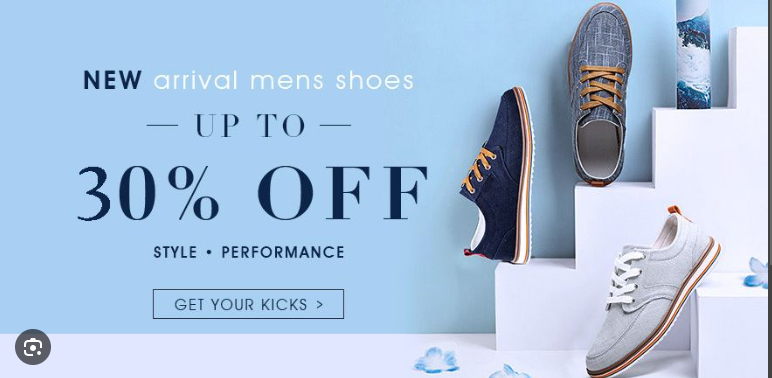 NEW arrival mens shoes
— UP TO —
30% OFF
STYLE • PERFORMANCE
GET YOUR KICKS >